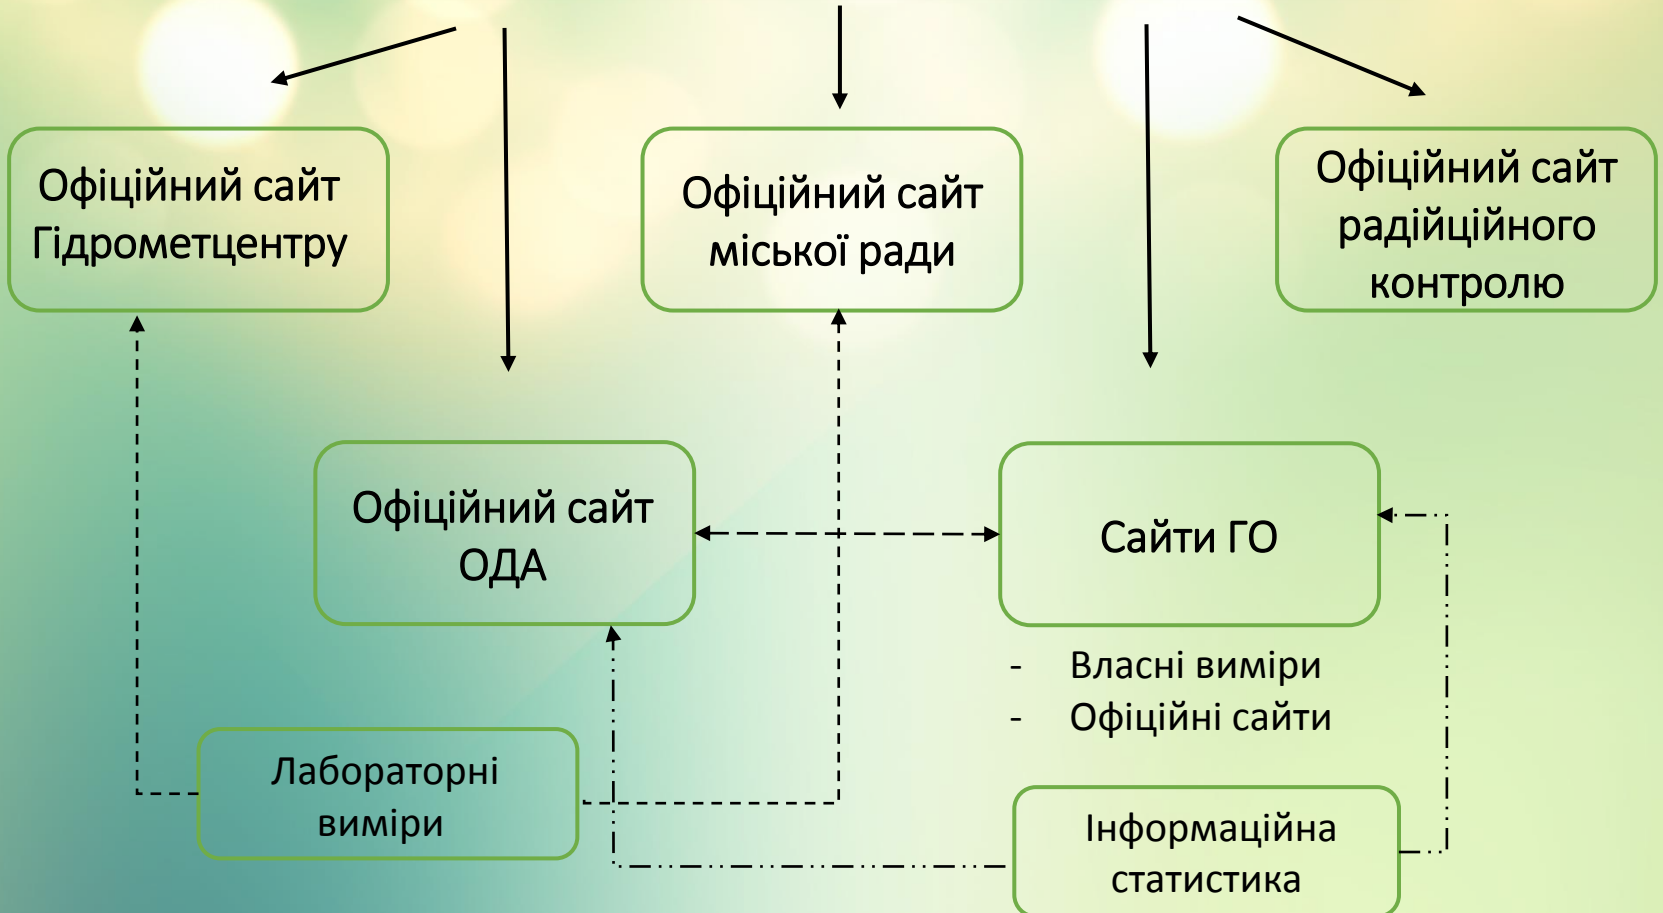 Офіційний сайт
Гідрометцентру
Офіційний сайт
міської ради
Офіційний сайт
радійційного
контролю
Офіційний сайт
ОДА
Сайти ГО
- Власні виміри
- Офіційні сайти
Лабораторні
виміри
Інформаційна
статистика